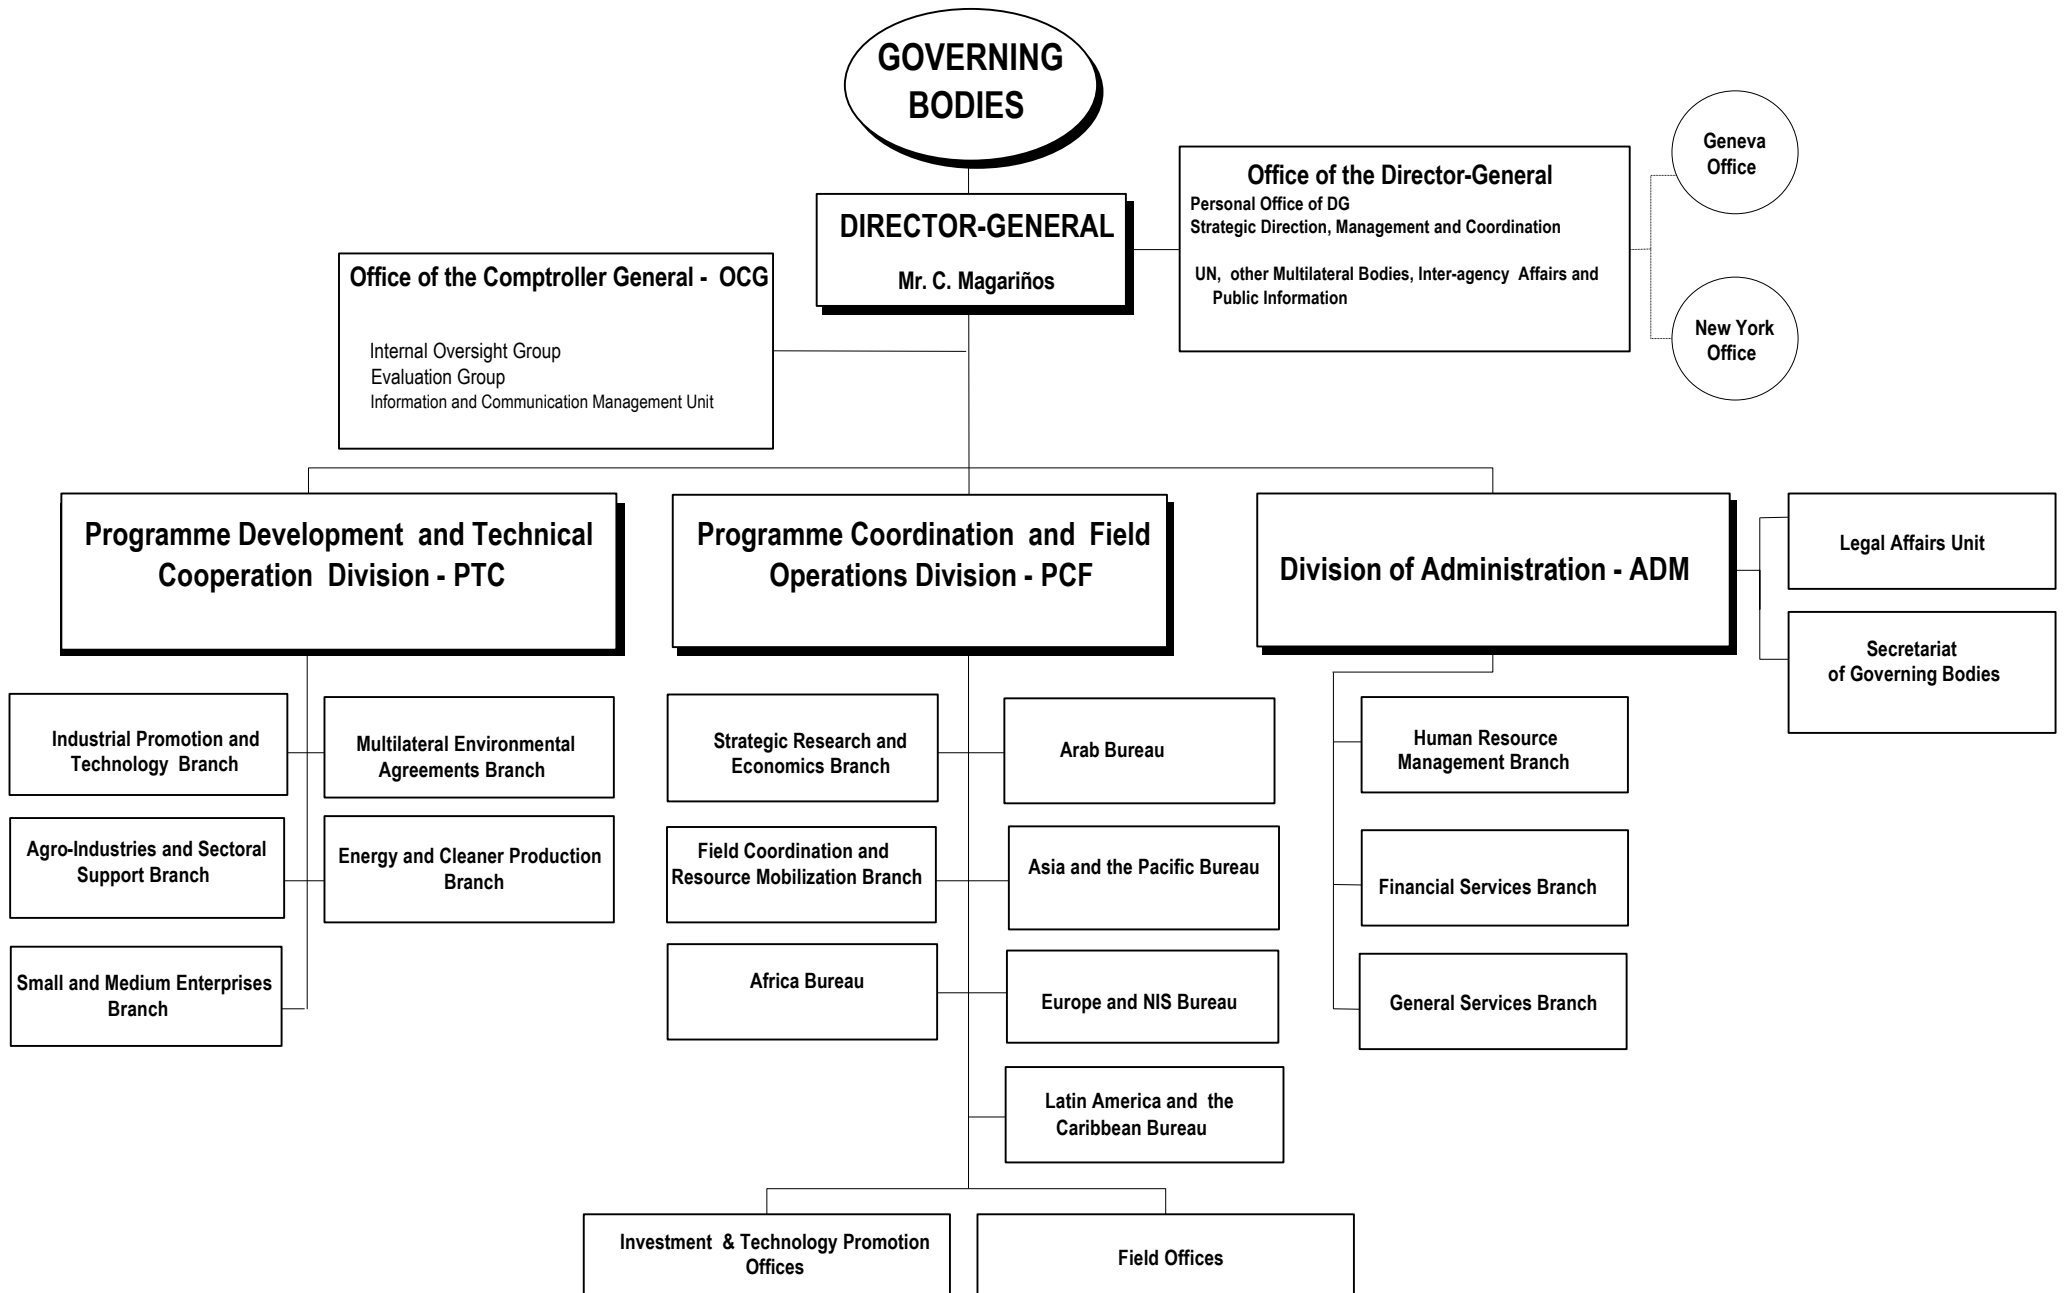 GOVERNING
BODIES
Geneva
Office
Office of the Director-General
Personal Office of DG
Strategic Direction, Management and Coordination
UN, other Multilateral Bodies, Inter-agency Affairs and
Public Information
DIRECTOR-GENERAL
Mr. C. Magariños
New York
Office
Office of the Comptroller General - OCG
Internal Oversight Group
Evaluation Group
Information and Communication Management Unit
Programme Development and Technical
Cooperation Division - PTC
Programme Coordination and Field
Operations Division - PCF
Division of Administration - ADM
Legal Affairs Unit
Secretariat
of Governing Bodies
Industrial Promotion and
Technology Branch
Multilateral Environmental
Agreements Branch
Agro-Industries and Sectoral
Support Branch
Energy and Cleaner Production
Branch
Small and Medium Enterprises
Branch
Strategic Research and
Economics Branch
Arab Bureau
Field Coordination and
Resource Mobilization Branch
Asia and the Pacific Bureau
Africa Bureau
Europe and NIS Bureau
Latin America and the
Caribbean Bureau
Human Resource
Management Branch
Financial Services Branch
General Services Branch
Investment & Technology Promotion
Offices
Field Offices